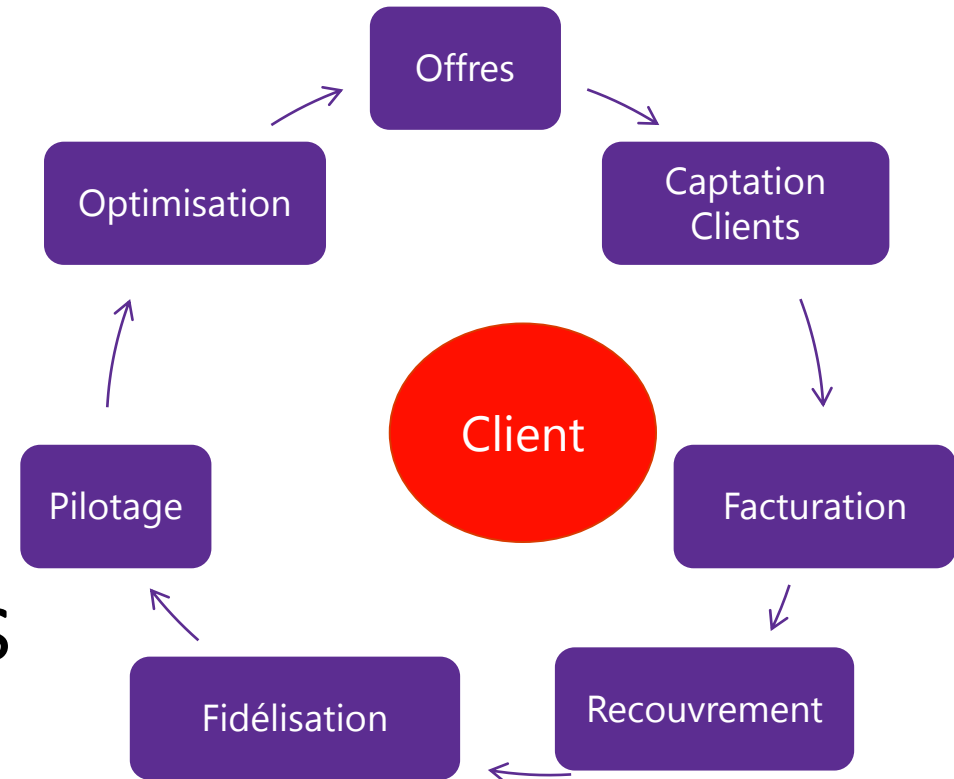 Offres
Captation
Clients
Optimisation
Client
Pilotage
Facturation
s
Fidélisation
Recouvrement